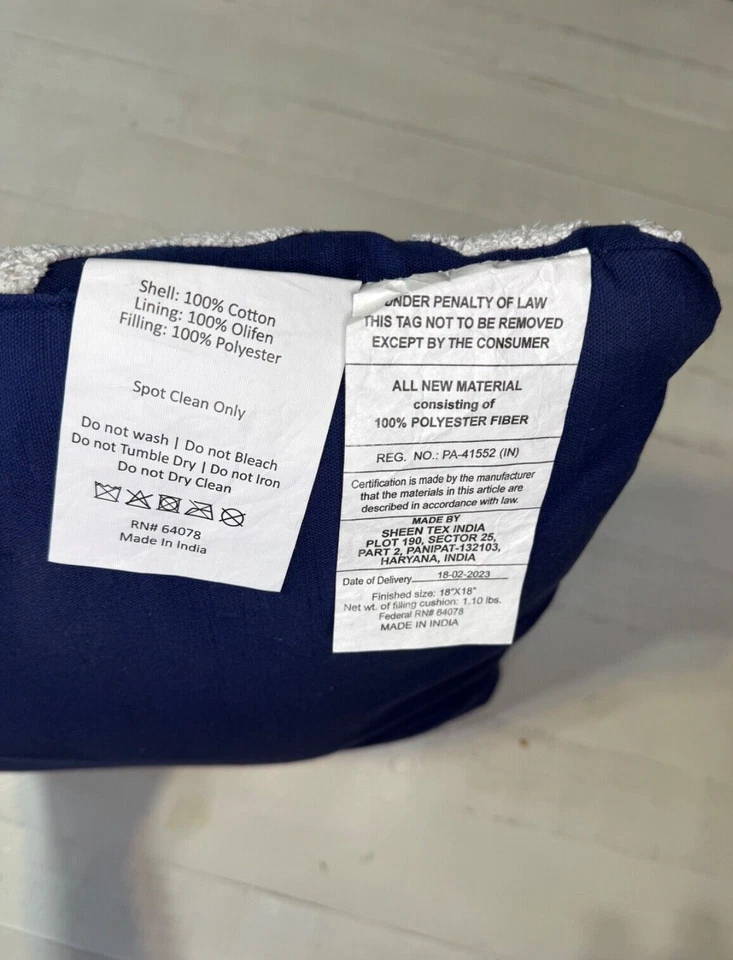 Shell: 100% Cotton
Lining: 100% Olifen
Filling: 100% Polyester
Spot Clean Only
Do not wash | Do not Bleach
Do not Tumble Dry | Do not Iron
Do not Dry Clean
RN# 64078
Made In India
UNDER PENALTY OF LAW
THIS TAG NOT TO BE REMOVED
EXCEPT BY THE CONSUMER
ALL NEW MATERIAL
consisting of
100% POLYESTER FIBER
REG. NO.: PA-41552 (IN)
Certification is made by the manufacturer
that the materials in this article are
described in accordance with law.
MADE BY
SHEEN TEX INDIA
PLOT 190, SECTOR 25,
PART 2, PANIPAT-132103,
HARYANA, INDIA
Date of Delivery 18-02-2023
Finished size: 18"X18"
Net wt. of filling cushion: 1.10 lbs.
Federal RN# 64078
MADE IN INDIA